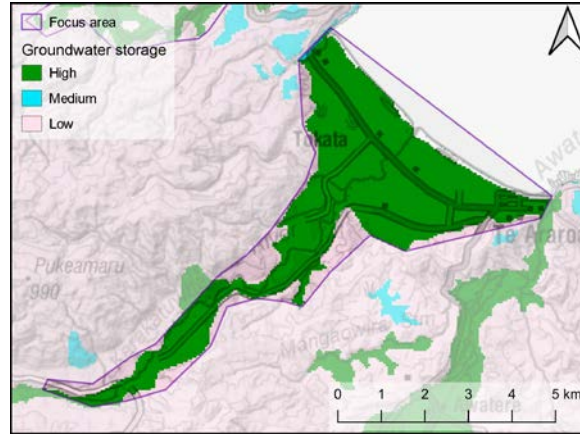 Focus area
Groundwater storage
High
Medium
Low
Tokata
Te Araroa
Pukeamaru
990
Awatere
0 1 2 3 4 5 km